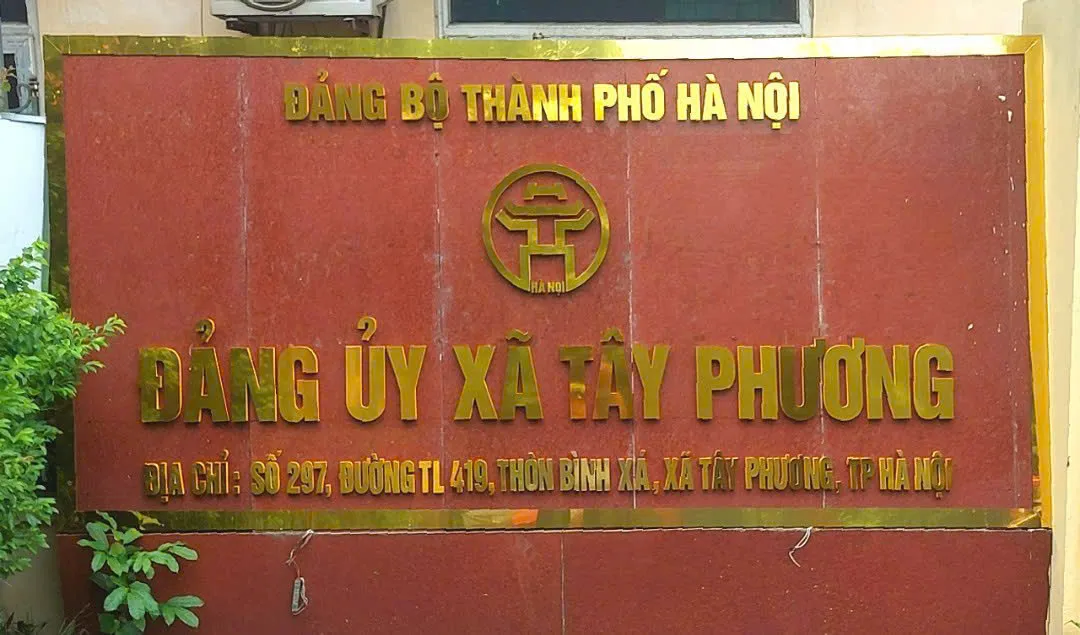 ĐẢNG BỘ THÀNH PHỐ HÀ NỘI
HÀ NỘI
ĐẢNG ỦY XÃ TÂY PHƯƠNG
ĐỊA CHỈ: SỐ 297, ĐƯỜNG TL 419, THÔN BÌNH XÁ, XÃ TÂY PHƯƠNG, TP HÀ NỘI